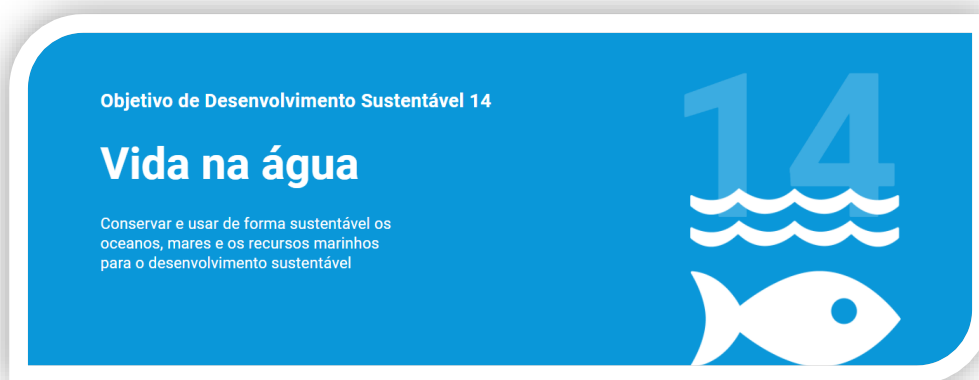 Objetivo de Desenvolvimento Sustentável 14
Vida na água
Conservar e usar de forma sustentável os
oceanos, mares e os recursos marinhos
para o desenvolvimento sustentável
14